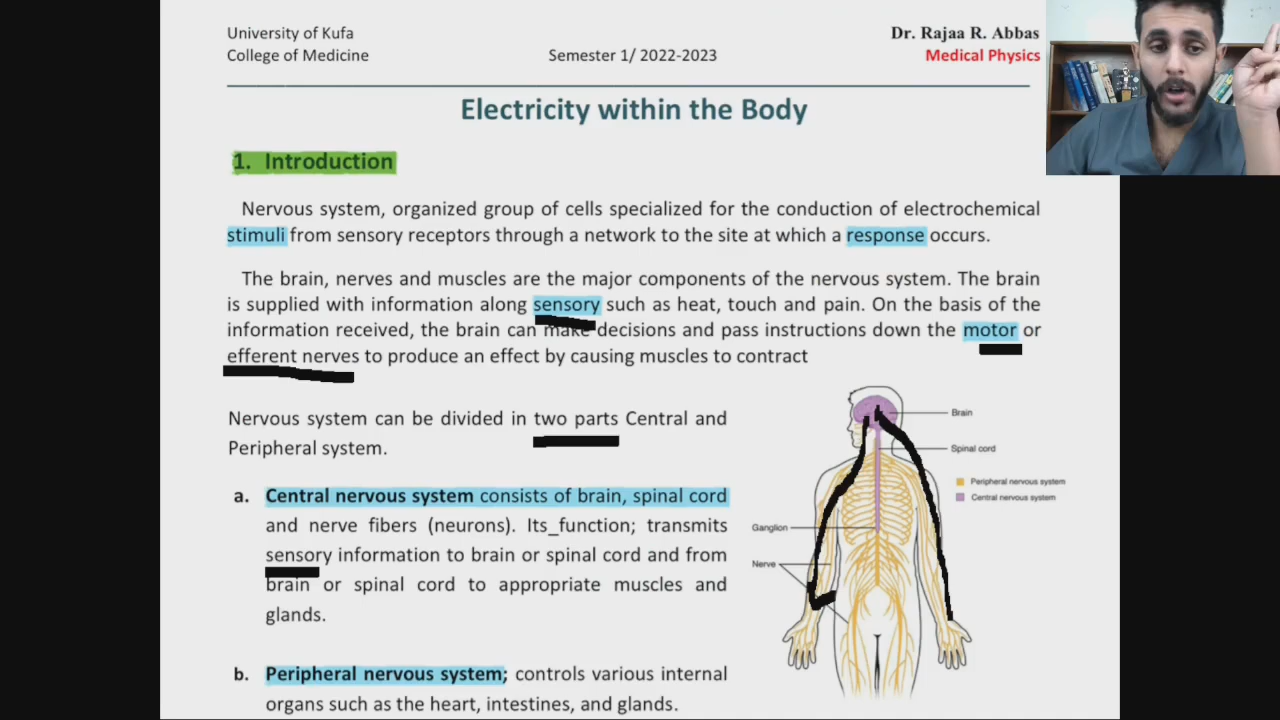 University of Kufa
College of Medicine
Semester 1/ 2022-2023
Dr. Rajaa R. Abbas
Medical Physics
Electricity within the Body
1. Introduction
Nervous system, organized group of cells specialized for the conduction of electrochemical
stimuli from sensory receptors through a network to the site at which a response occurs.
The brain, nerves and muscles are the major components of the nervous system. The brain
is supplied with information along sensory such as heat, touch and pain. On the basis of the
information received, the brain can make decisions and pass instructions down the motor or
efferent nerves to produce an effect by causing muscles to contract
Nervous system can be divided in two parts Central and
Peripheral system.
a. Central nervous system consists of brain, spinal cord
and nerve fibers (neurons). Its_function; transmits
sensory information to brain or spinal cord and from
brain or spinal cord to appropriate muscles and
glands.
b. Peripheral nervous system; controls various internal
organs such as the heart, intestines, and glands.
Brain
Spinal cord
Peripheral nervous system
Central nervous system
Ganglion
Nerve